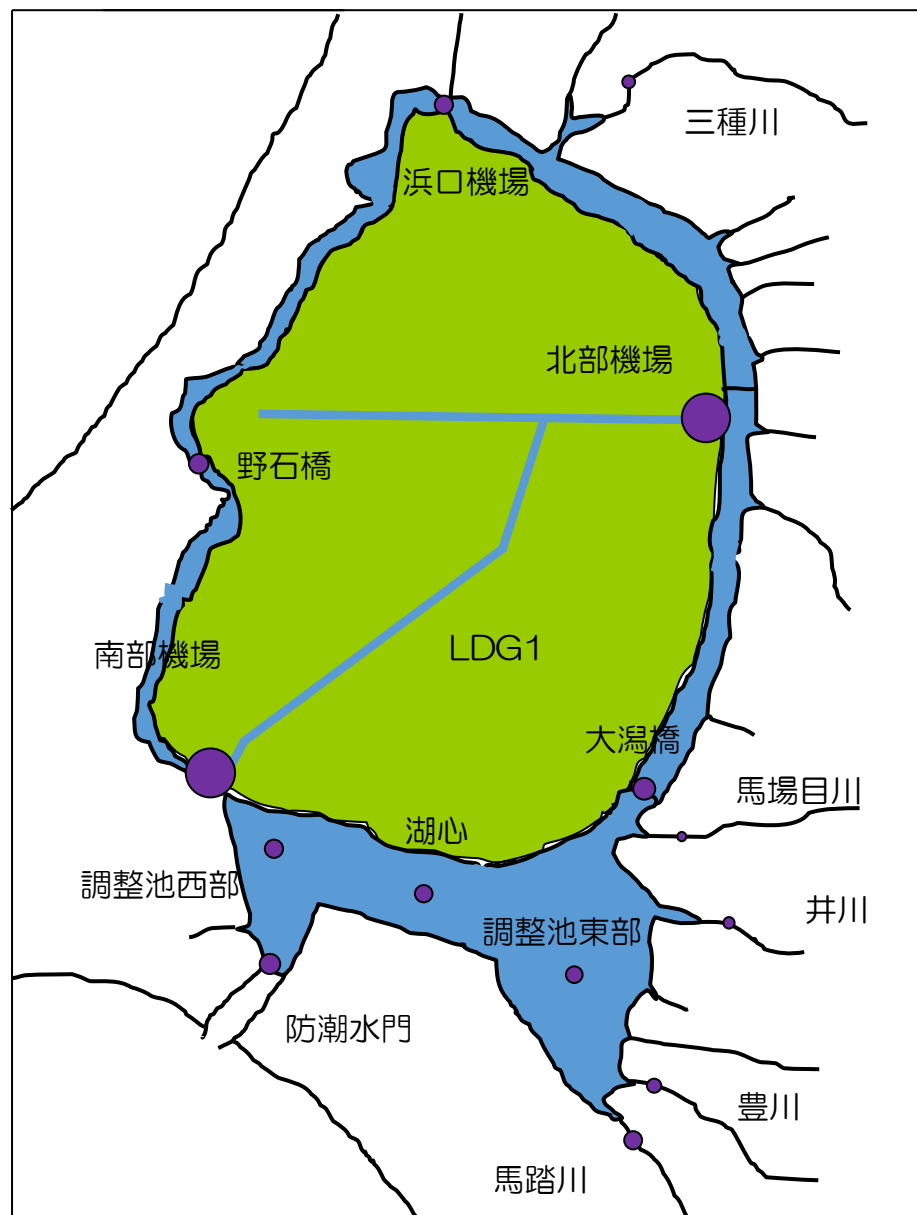 三種川
浜口機場
北部機場
野石橋
南部機場
LDG1
大潟橋
馬場目川
湖心
調整池西部
井川
調整池東部
防潮水門
豊川
馬踏川